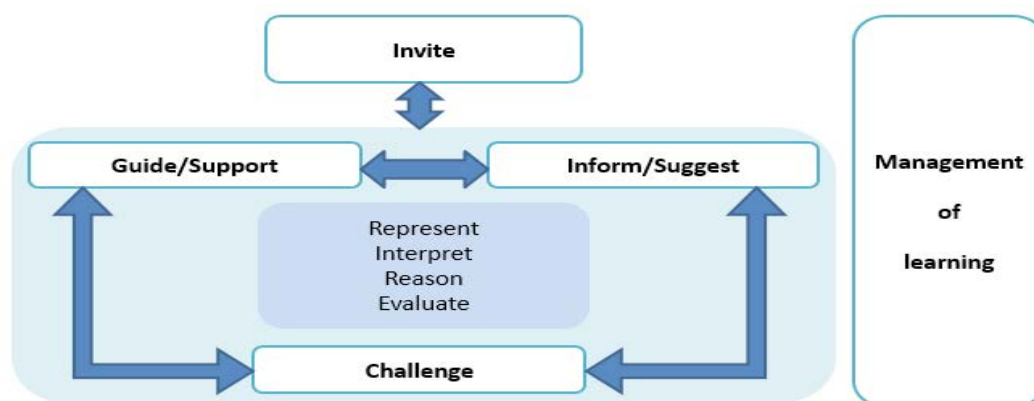 Invite
Guide/Support
Inform/Suggest
Represent
Interpret
Reason
Evaluate
Challenge
Management
of
learning